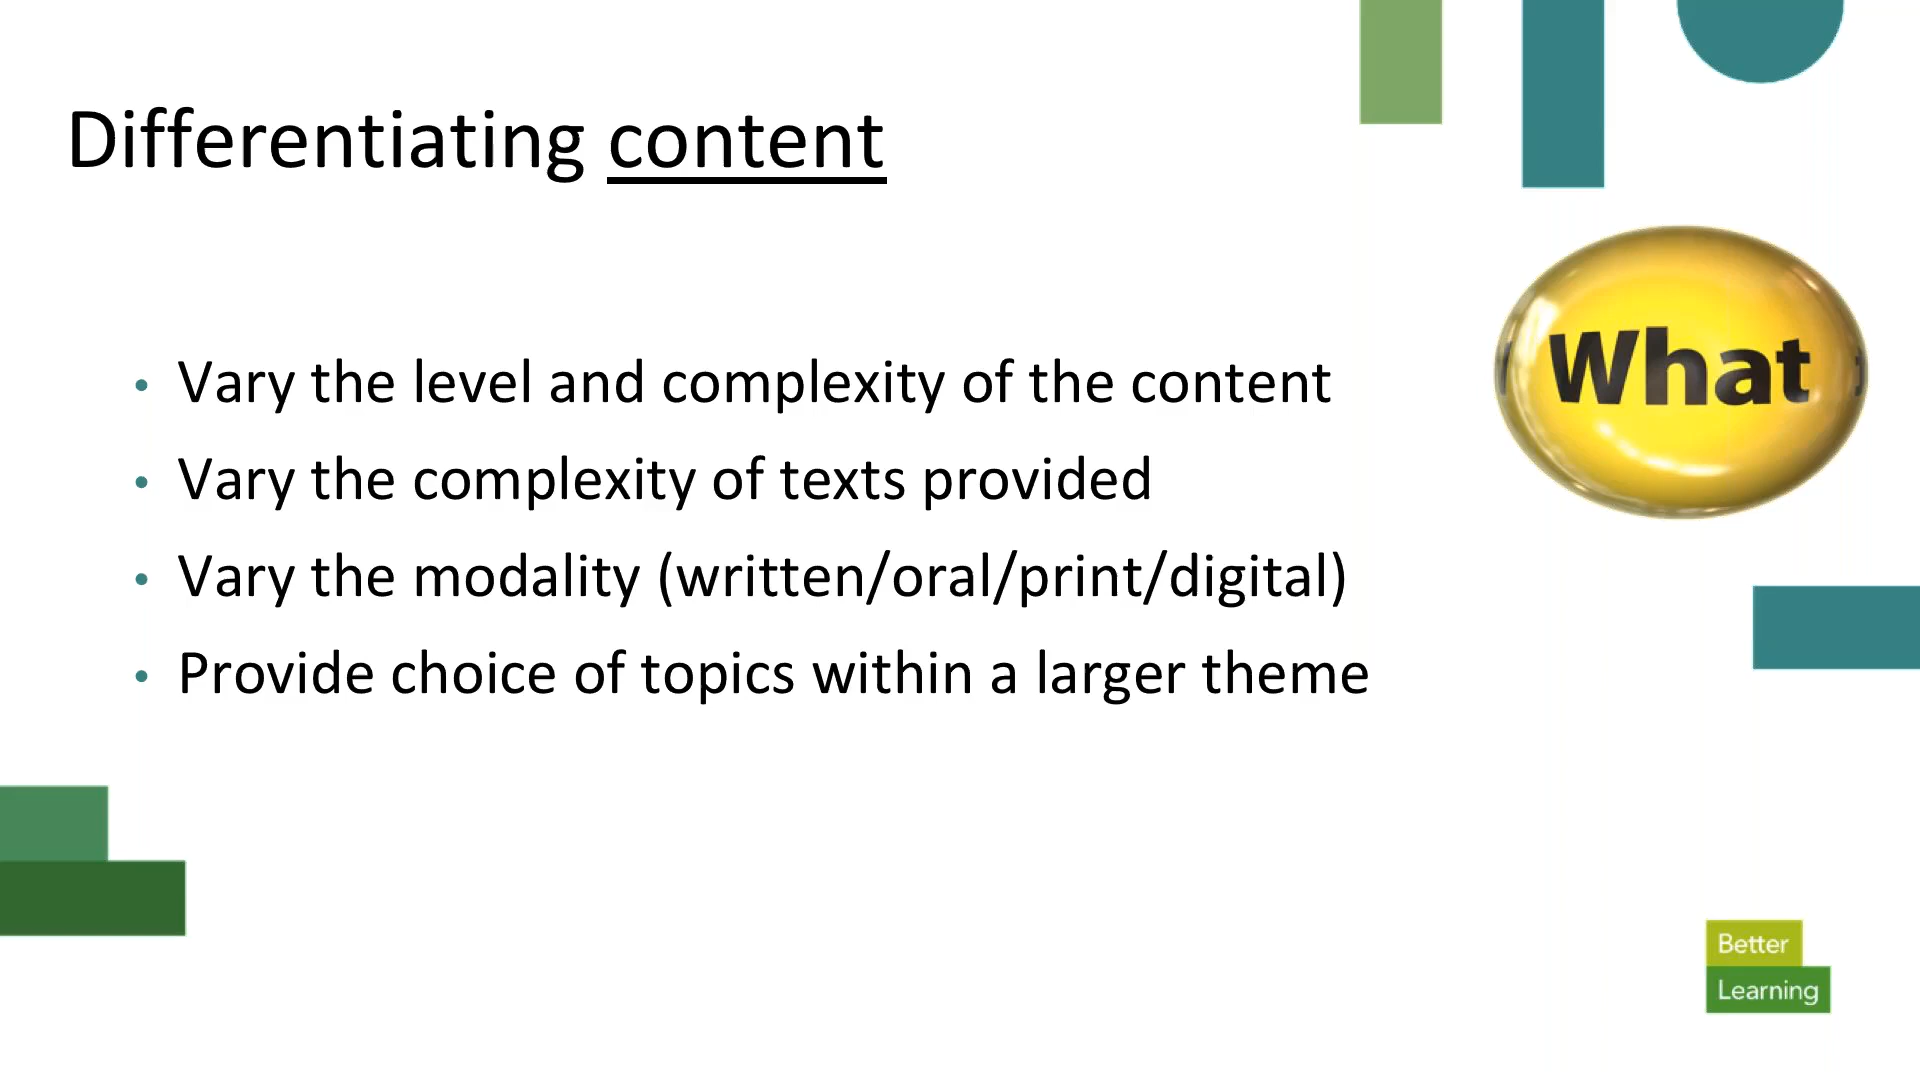 Differentiating content
What
• Vary the level and complexity of the content
• Vary the complexity of texts provided
• Vary the modality (written/oral/print/digital)
• Provide choice of topics within a larger theme
Better
Learning